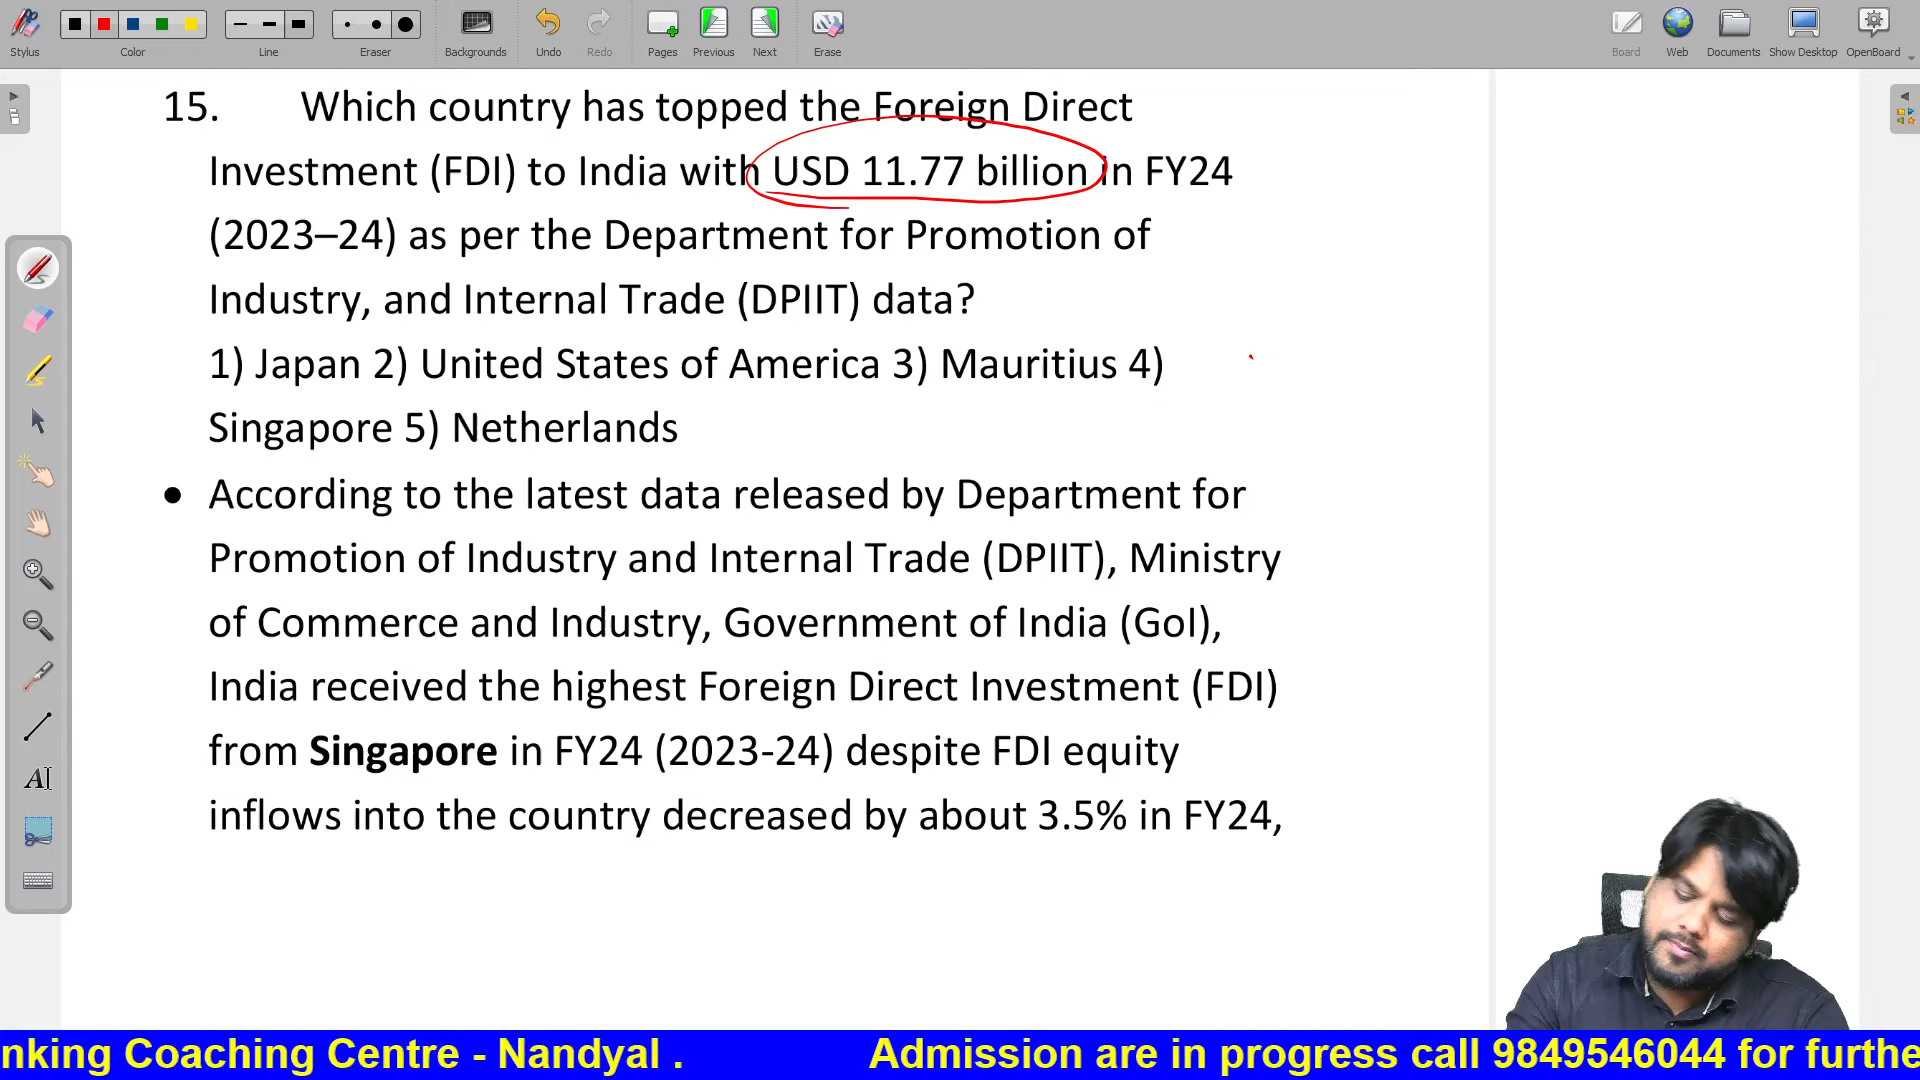 Stylus
Color
Line
Eraser
Backgrounds
Undo
Redo
Pages
Previous
Next
Erase
Board
Web
Documents
Show Desktop
OpenBoard
15. Which country has topped the Foreign Direct
Investment (FDI) to India with USD 11.77 billion in FY24
(2023–24) as per the Department for Promotion of
Industry, and Internal Trade (DPIIT) data?
1) Japan 2) United States of America 3) Mauritius 4)
Singapore 5) Netherlands
• According to the latest data released by Department for
Promotion of Industry and Internal Trade (DPIIT), Ministry
of Commerce and Industry, Government of India (GoI),
India received the highest Foreign Direct Investment (FDI)
from Singapore in FY24 (2023-24) despite FDI equity
inflows into the country decreased by about 3.5% in FY24,
nking Coaching Centre - Nandyal . Admission are in progress call 9849546044 for furthe